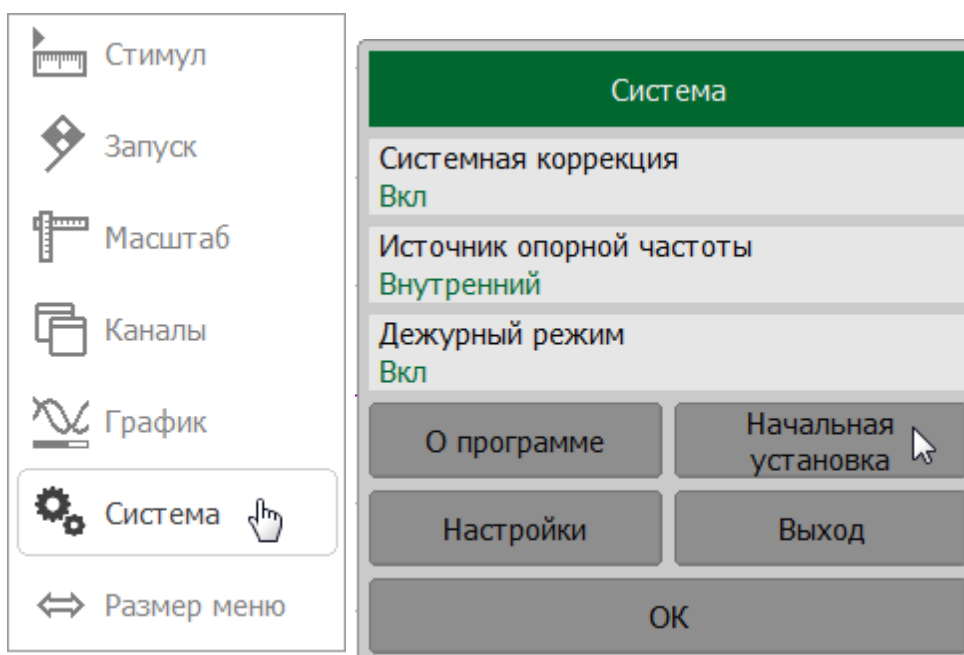 Стимул
Запуск
Масштаб
Каналы
График
Система
Размер меню
Система
Системная коррекция
Вкл
Источник опорной частоты
Внутренний
Дежурный режим
Вкл
О программе
Начальная
установка
Настройки
Выход
ОК